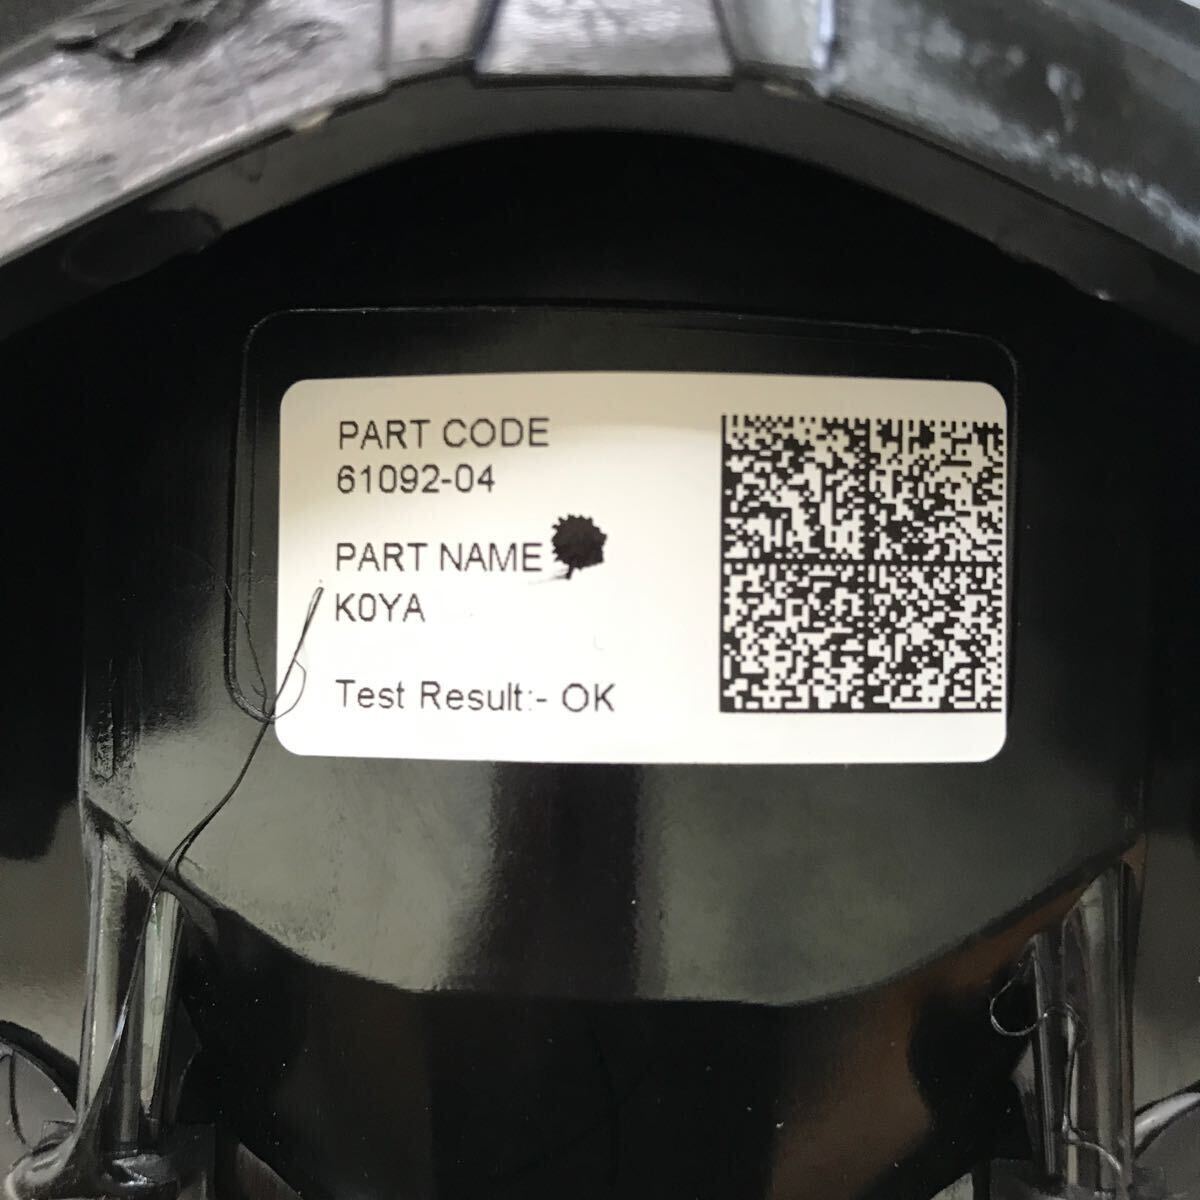 PART CODE
61092-04
PART NAME
K0YA
Test Result:- OK